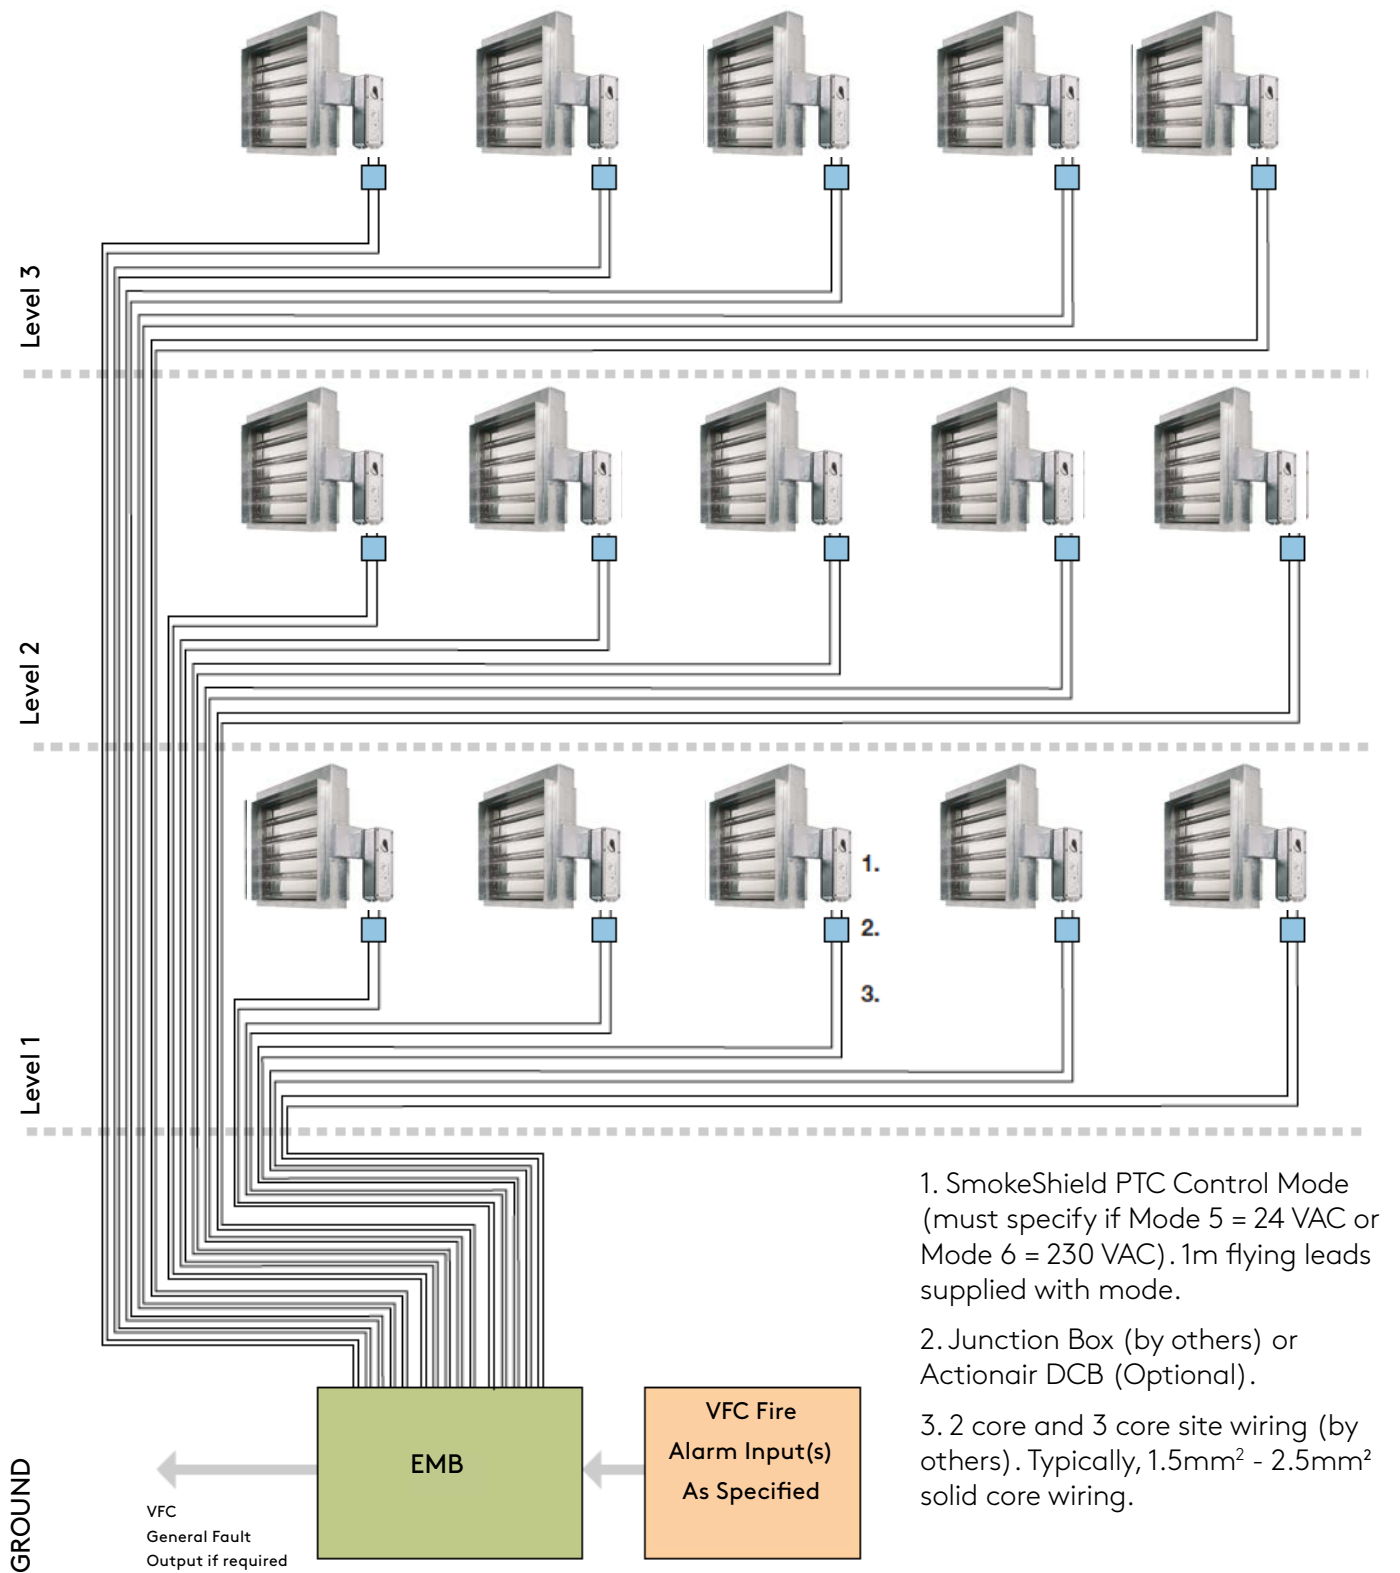 Level 3
Level 2
1.
2.
3.
Level 1
1. SmokeShield PTC Control Mode
(must specify if Mode 5 = 24 VAC or
Mode 6 = 230 VAC). 1m flying leads
supplied with mode.
2. Junction Box (by others) or
Actionair DCB (Optional).
3. 2 core and 3 core site wiring (by
others). Typically, 1.5mm² - 2.5mm²
solid core wiring.
GROUND
EMB
VFC Fire
Alarm Input(s)
As Specified
VFC
General Fault
Output if required